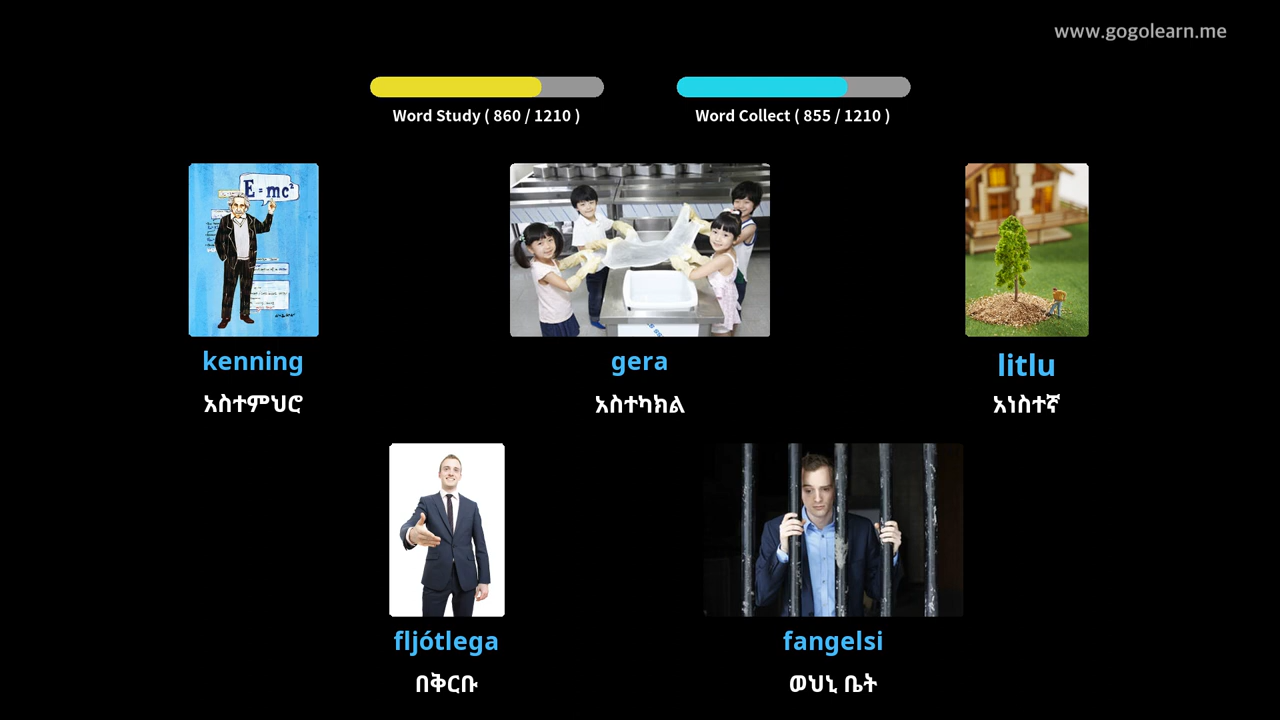 www.gogolearn.me
Word Study ( 860 / 1210 )
Word Collect ( 855 / 1210 )
E = mc²
kenning
gera
litlu
አስተምህሮ
አስተካክል
አነስተኛ
fljótlega
fangelsi
በቅርቡ
ወህኒ ቤት